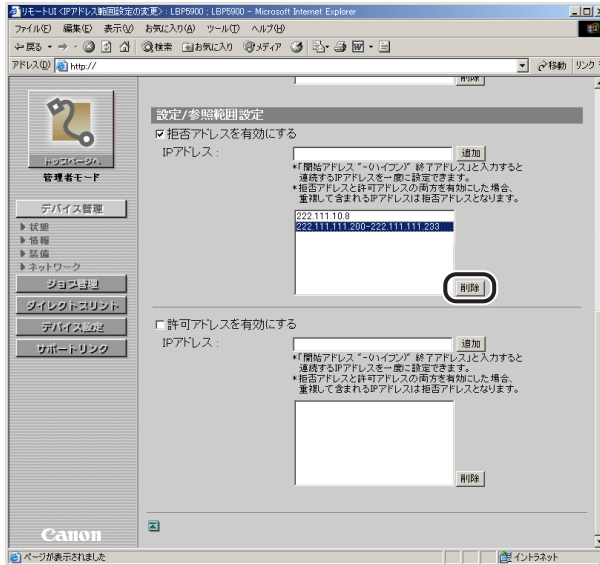 リモートUI <IPアドレス範囲設定の変更> : LBP5900 ; LBP5900 - Microsoft Internet Explorer
ファイル(F) 編集(E) 表示(V) お気に入り(A) ツール(T) ヘルプ(H)
戻る 検索 お気に入り メディア
アドレス(D) http:// 移動 リンク
削除
設定/参照範囲設定
拒否アドレスを有効にする
IPアドレス : 追加
*「開始アドレス "-(ハイフン)" 終了アドレス」と入力すると
連続するIPアドレスを一度に設定できます。
*拒否アドレスと許可アドレスの両方を有効にした場合、
重複して含まれるIPアドレスは拒否アドレスとなります。
222.111.10.8
222.111.111.200-222.111.111.233
削除
許可アドレスを有効にする
IPアドレス : 追加
*「開始アドレス "-(ハイフン)" 終了アドレス」と入力すると
連続するIPアドレスを一度に設定できます。
*拒否アドレスと許可アドレスの両方を有効にした場合、
重複して含まれるIPアドレスは拒否アドレスとなります。
削除
トップページへ
管理者モード
デバイス管理
状態
情報
装備
ネットワーク
ジョブ管理
ダイレクトプリント
デバイス設定
サポートリンク
Canon
ページが表示されました
イントラネット